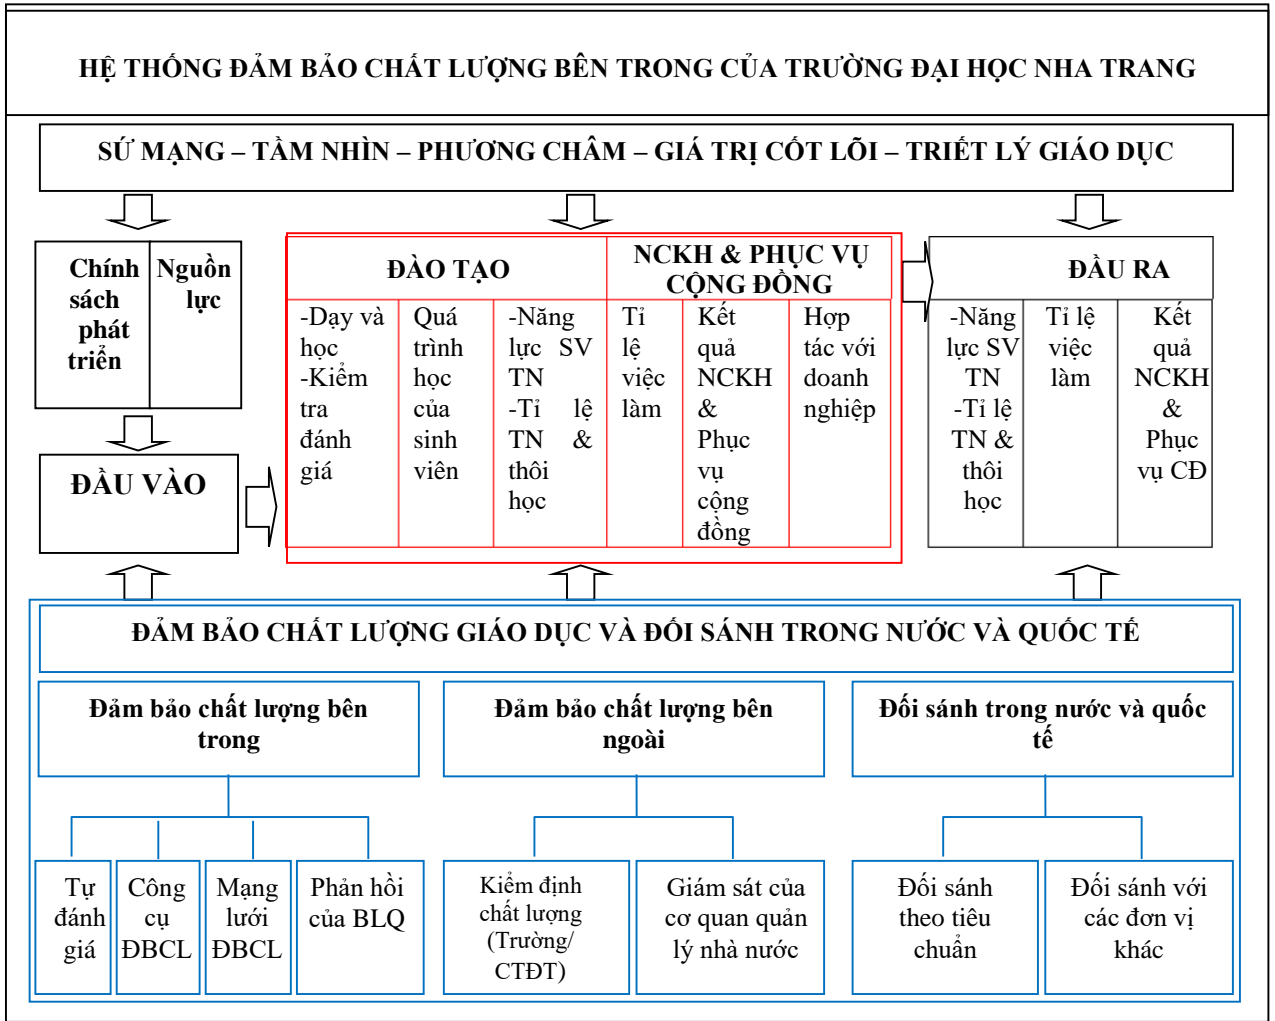 HỆ THỐNG ĐẢM BẢO CHẤT LƯỢNG BÊN TRONG CỦA TRƯỜNG ĐẠI HỌC NHA TRANG
SỨ MẠNG – TẦM NHÌN – PHƯƠNG CHÂM – GIÁ TRỊ CỐT LÕI – TRIẾT LÝ GIÁO DỤC
Chính
sách
phát
triển
Nguồn
lực
ĐẦU VÀO
ĐÀO TẠO
-Dạy và
học
-Kiểm
tra
đánh
giá
Quá
trình
học
của
sinh
viên
-Năng
lực SV
TN
-Tỉ lệ
TN &
thôi
học
NCKH & PHỤC VỤ
CỘNG ĐỒNG
Tỉ
lệ
việc
làm
Kết
quả
NCKH
&
Phục
vụ
cộng
đồng
Hợp
tác với
doanh
nghiệp
ĐẦU RA
-Năng
lực SV
TN
-Tỉ lệ
TN &
thôi
học
Tỉ lệ
việc
làm
Kết
quả
NCKH
&
Phục
vụ CĐ
ĐẢM BẢO CHẤT LƯỢNG GIÁO DỤC VÀ ĐỐI SÁNH TRONG NƯỚC VÀ QUỐC TẾ
Đảm bảo chất lượng bên
trong
Tự
đánh
giá
Công
cụ
ĐBCL
Mạng
lưới
ĐBCL
Phản hồi
của BLQ
Đảm bảo chất lượng bên
ngoài
Kiểm định
chất lượng
(Trường/
CTĐT)
Giám sát của
cơ quan quản
lý nhà nước
Đối sánh trong nước và quốc
tế
Đối sánh
theo tiêu
chuẩn
Đối sánh với
các đơn vị
khác